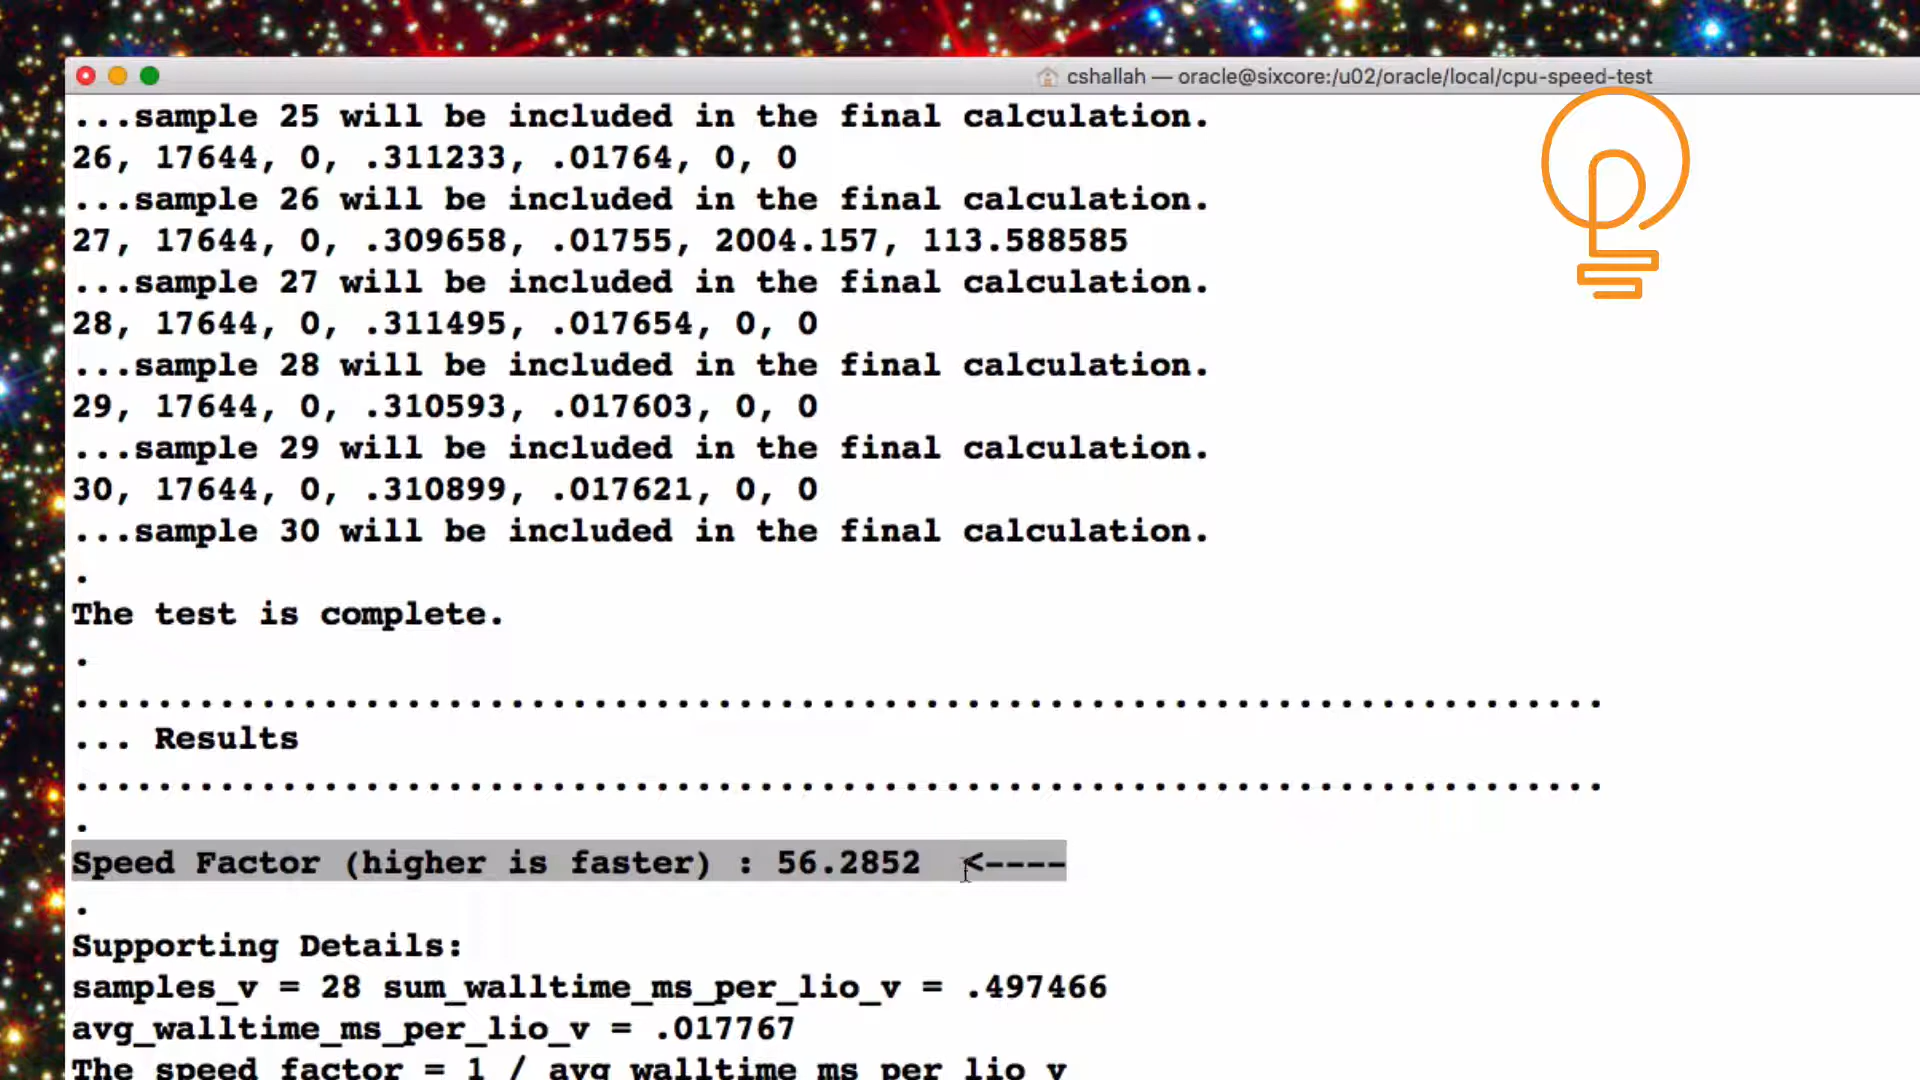 cshallah — oracle@sixcore:/u02/oracle/local/cpu-speed-test
...sample 25 will be included in the final calculation.
26, 17644, 0, .311233, .01764, 0, 0
...sample 26 will be included in the final calculation.
27, 17644, 0, .309658, .01755, 2004.157, 113.588585
...sample 27 will be included in the final calculation.
28, 17644, 0, .311495, .017654, 0, 0
...sample 28 will be included in the final calculation.
29, 17644, 0, .310593, .017603, 0, 0
...sample 29 will be included in the final calculation.
30, 17644, 0, .310899, .017621, 0, 0
...sample 30 will be included in the final calculation.
.
The test is complete.
.
..........................................................................
... Results
..........................................................................
.
Speed Factor (higher is faster) : 56.2852  <----
.
Supporting Details:
samples_v = 28 sum_walltime_ms_per_lio_v = .497466
avg_walltime_ms_per_lio_v = .017767
The speed factor = 1 / avg_walltime_ms_per_lio_v